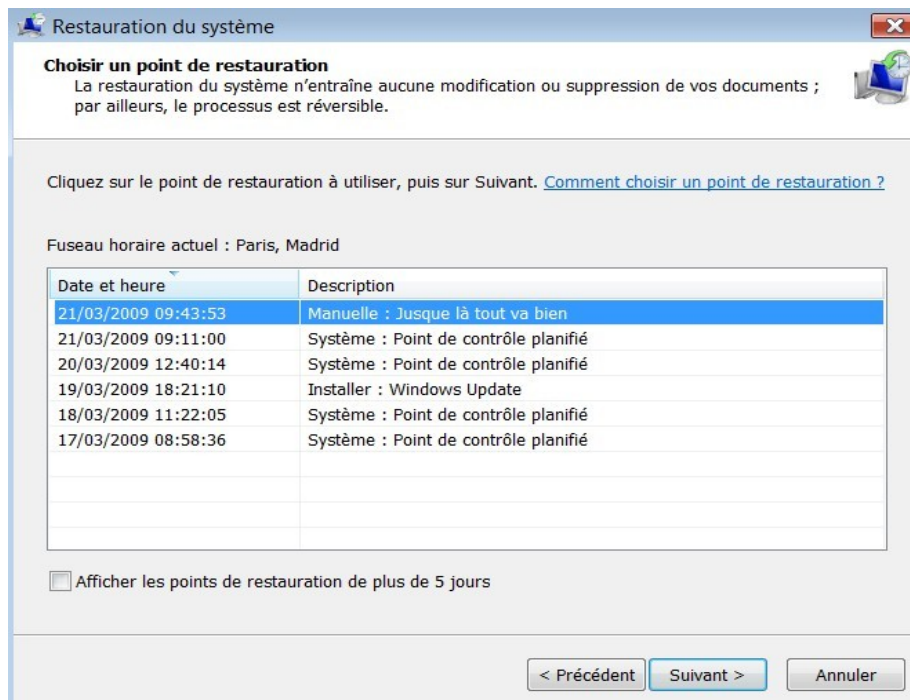 Restauration du système
Choisir un point de restauration
La restauration du système n’entraîne aucune modification ou suppression de vos documents ;
par ailleurs, le processus est réversible.
Cliquez sur le point de restauration à utiliser, puis sur Suivant. Comment choisir un point de restauration ?
Fuseau horaire actuel : Paris, Madrid
Date et heure Description
21/03/2009 09:43:53 Manuelle : Jusque là tout va bien
21/03/2009 09:11:00 Système : Point de contrôle planifié
20/03/2009 12:40:14 Système : Point de contrôle planifié
19/03/2009 18:21:10 Installer : Windows Update
18/03/2009 11:22:05 Système : Point de contrôle planifié
17/03/2009 08:58:36 Système : Point de contrôle planifié
Afficher les points de restauration de plus de 5 jours
< Précédent Suivant > Annuler